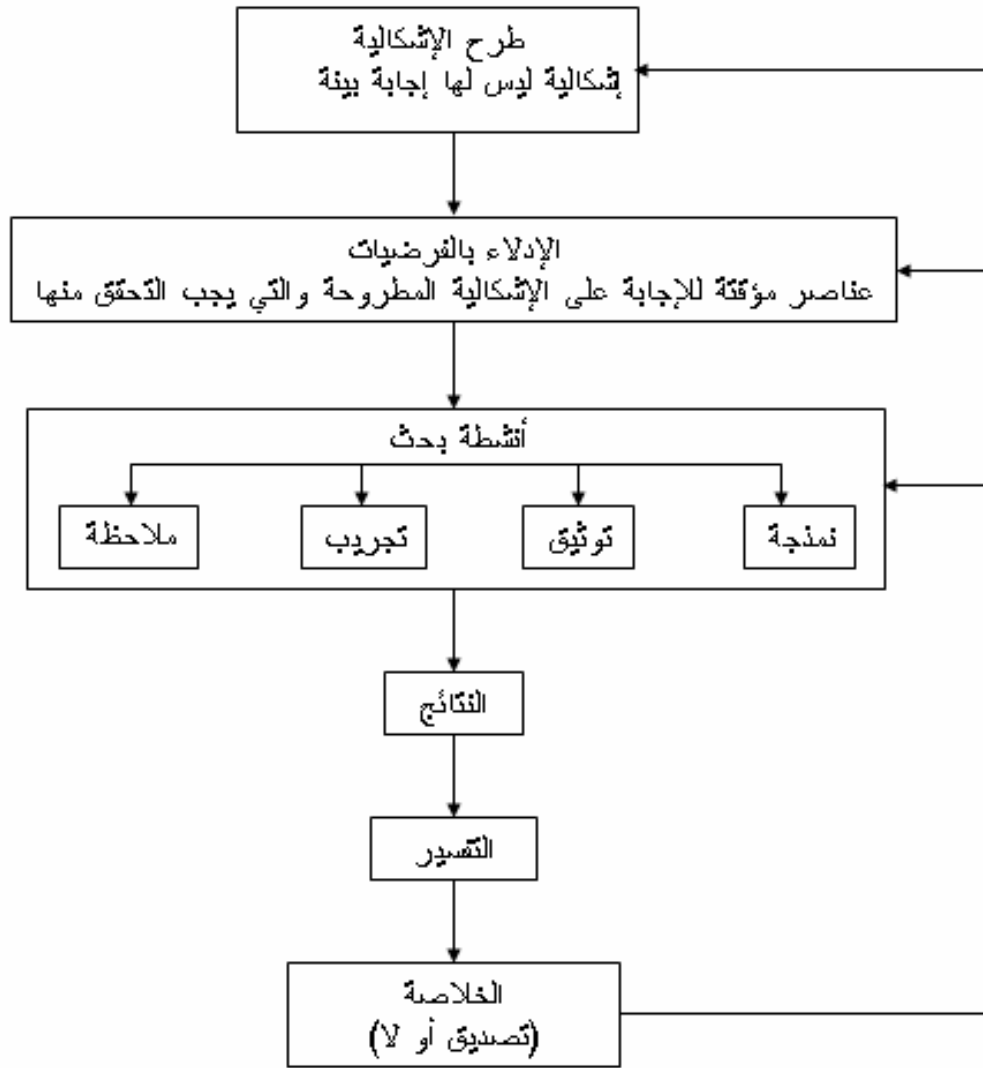 طرح الإشكالية
إشكالية ليس لها إجابة بينة
الإدلاء بالفرضيات
عناصر مؤقتة للإجابة على الإشكالية المطروحة والتي يجب التحقق منها
أنشطة بحث
نمذجة
توثيق
تجريب
ملاحظة
النتائج
التفسير
الخلاصة
(تصديق أو لا)